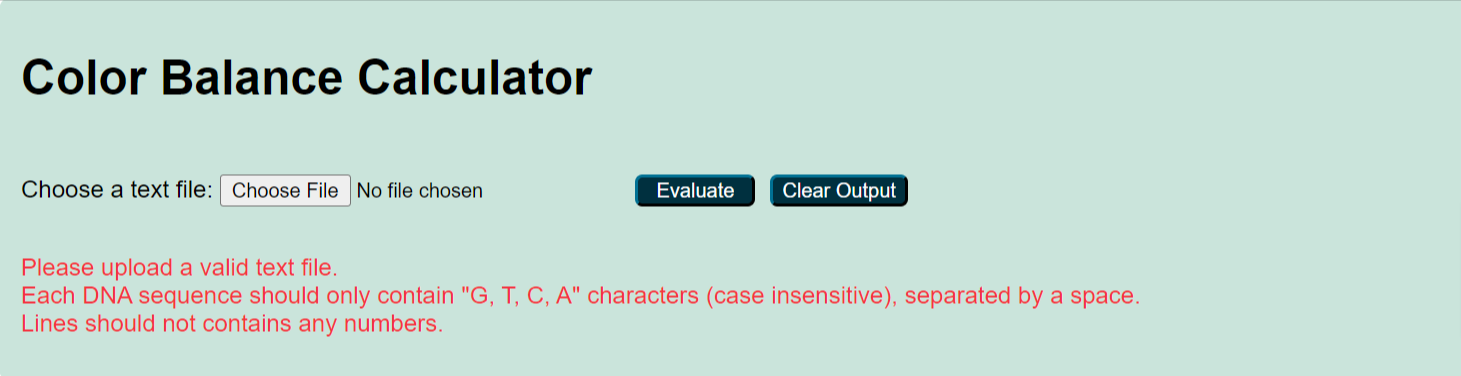 Color Balance Calculator
Choose a text file: Choose File No file chosen Evaluate Clear Output
Please upload a valid text file.
Each DNA sequence should only contain "G, T, C, A" characters (case insensitive), separated by a space.
Lines should not contains any numbers.